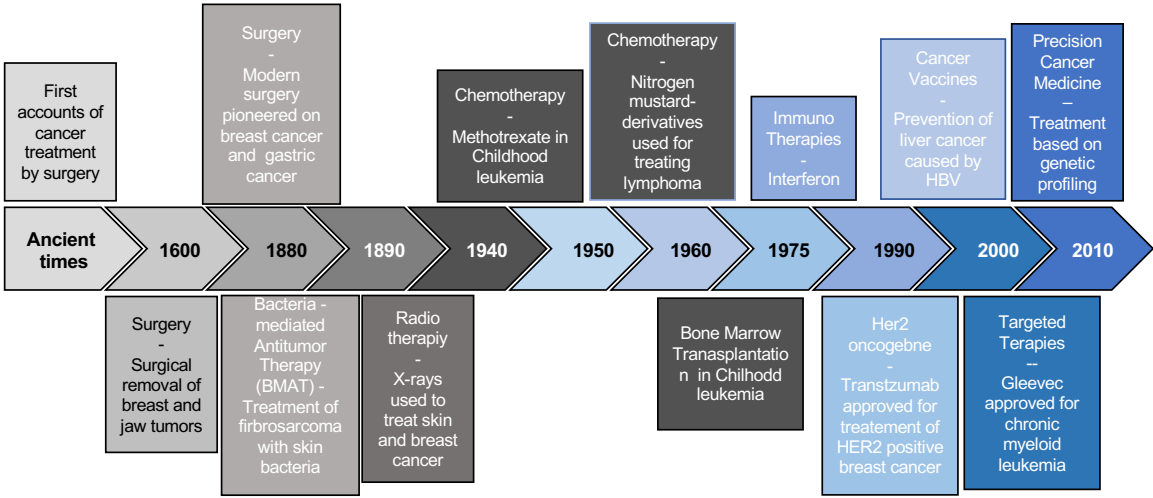 First
accounts of
cancer
treatment
by surgery
Surgery
-
Modern
surgery
pioneered on
breast cancer
and gastric
cancer
Chemotherapy
-
Methotrexate in
Childhood
leukemia
Chemotherapy
-
Nitrogen
mustard-
derivatives
used for
treating
lymphoma
Immuno
Therapies
-
Interferon
Cancer
Vaccines
-
Prevention of
liver cancer
caused by
HBV
Precision
Cancer
Medicine
–
Treatment
based on
genetic
profiling
Ancient
times
1600
1880
1890
1940
1950
1960
1975
1990
2000
2010
Surgery
-
Surgical
removal of
breast and
jaw tumors
Bacteria -
mediated
Antitumor
Therapy
(BMAT) -
Treatment of
firbrosarcoma
with skin
bacteria
Radio
therapiy
-
X-rays
used to
treat skin
and breast
cancer
Bone Marrow
Tranasplantatio
n in Chilhodd
leukemia
Her2
oncogebne
-
Transtzumab
approved for
treatement of
HER2 positive
breast cancer
Targeted
Terapies
--
Gleevec
approved for
chronic
myeloid
leukemia